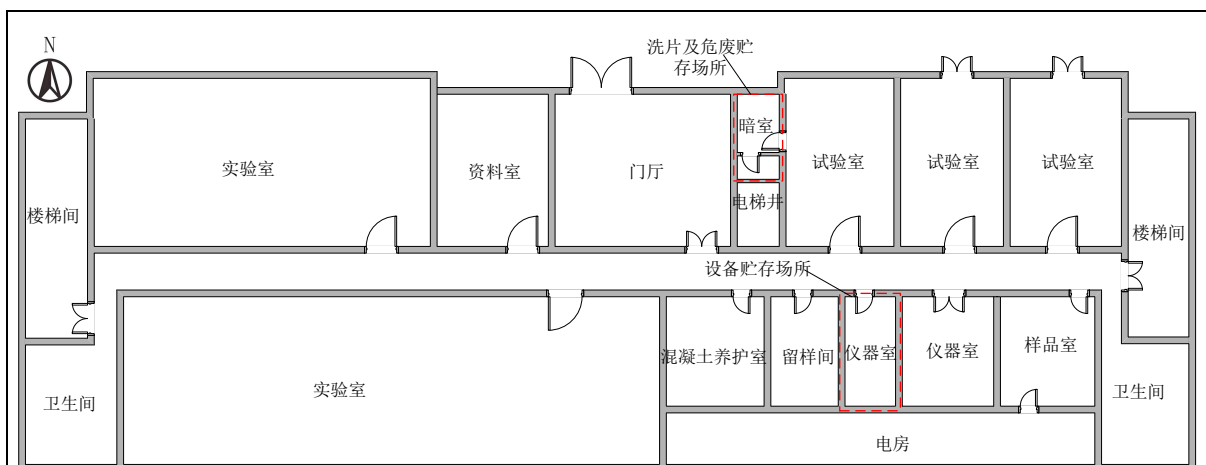 N
洗片及危废贮
存场所
实验室
资料室
门厅
暗室
电梯井
试验室
试验室
试验室
楼梯间
楼梯间
设备贮存场所
实验室
混凝土养护室
留样间
仪器室
仪器室
样品室
卫生间
卫生间
电房